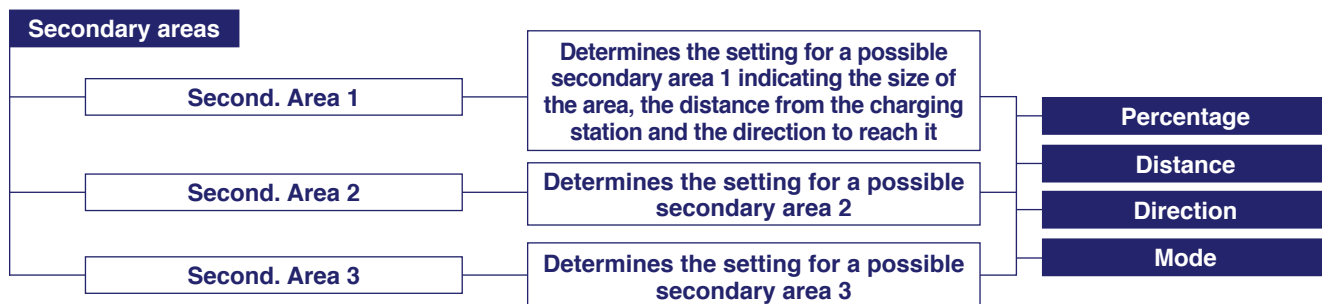 Secondary areas
Second. Area 1
Determines the setting for a possible
secondary area 1 indicating the size of
the area, the distance from the charging
station and the direction to reach it
Second. Area 2
Determines the setting for a possible
secondary area 2
Second. Area 3
Determines the setting for a possible
secondary area 3
Percentage
Distance
Direction
Mode